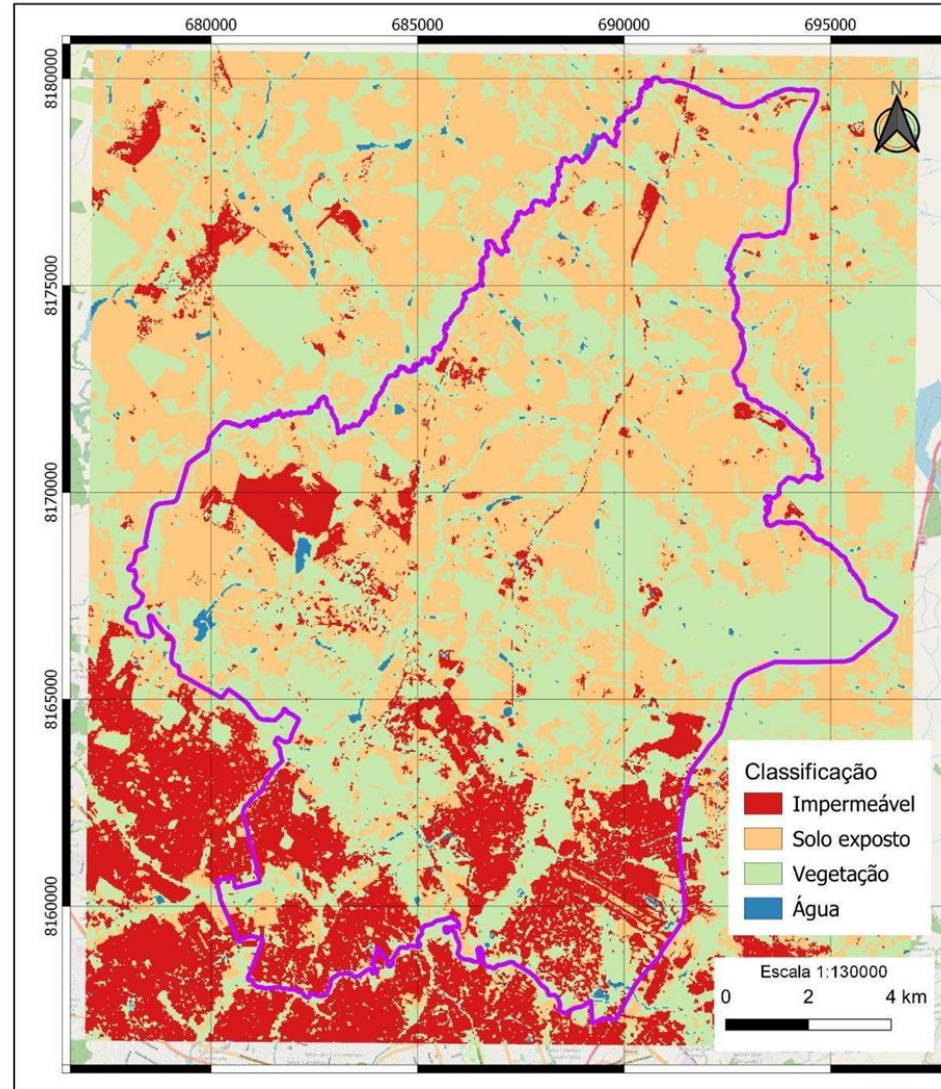 680000 685000 690000 695000
8180000
N
8175000
8170000
8165000
8160000
Classificação
Impermeável
Solo exposto
Vegetação
Água
Escala 1:130000
0 2 4 km